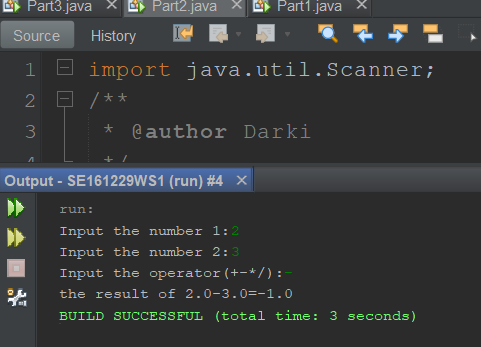 Part3.java
Part2.java
Part1.java
Source
History
1 import java.util.Scanner;
2 /**
3 * @author Darki
4 */
Output - SE161229WS1 (run) #4
run:
Input the number 1:2
Input the number 2:3
Input the operator(+-*/):-
the result of 2.0-3.0=-1.0
BUILD SUCCESSFUL (total time: 3 seconds)